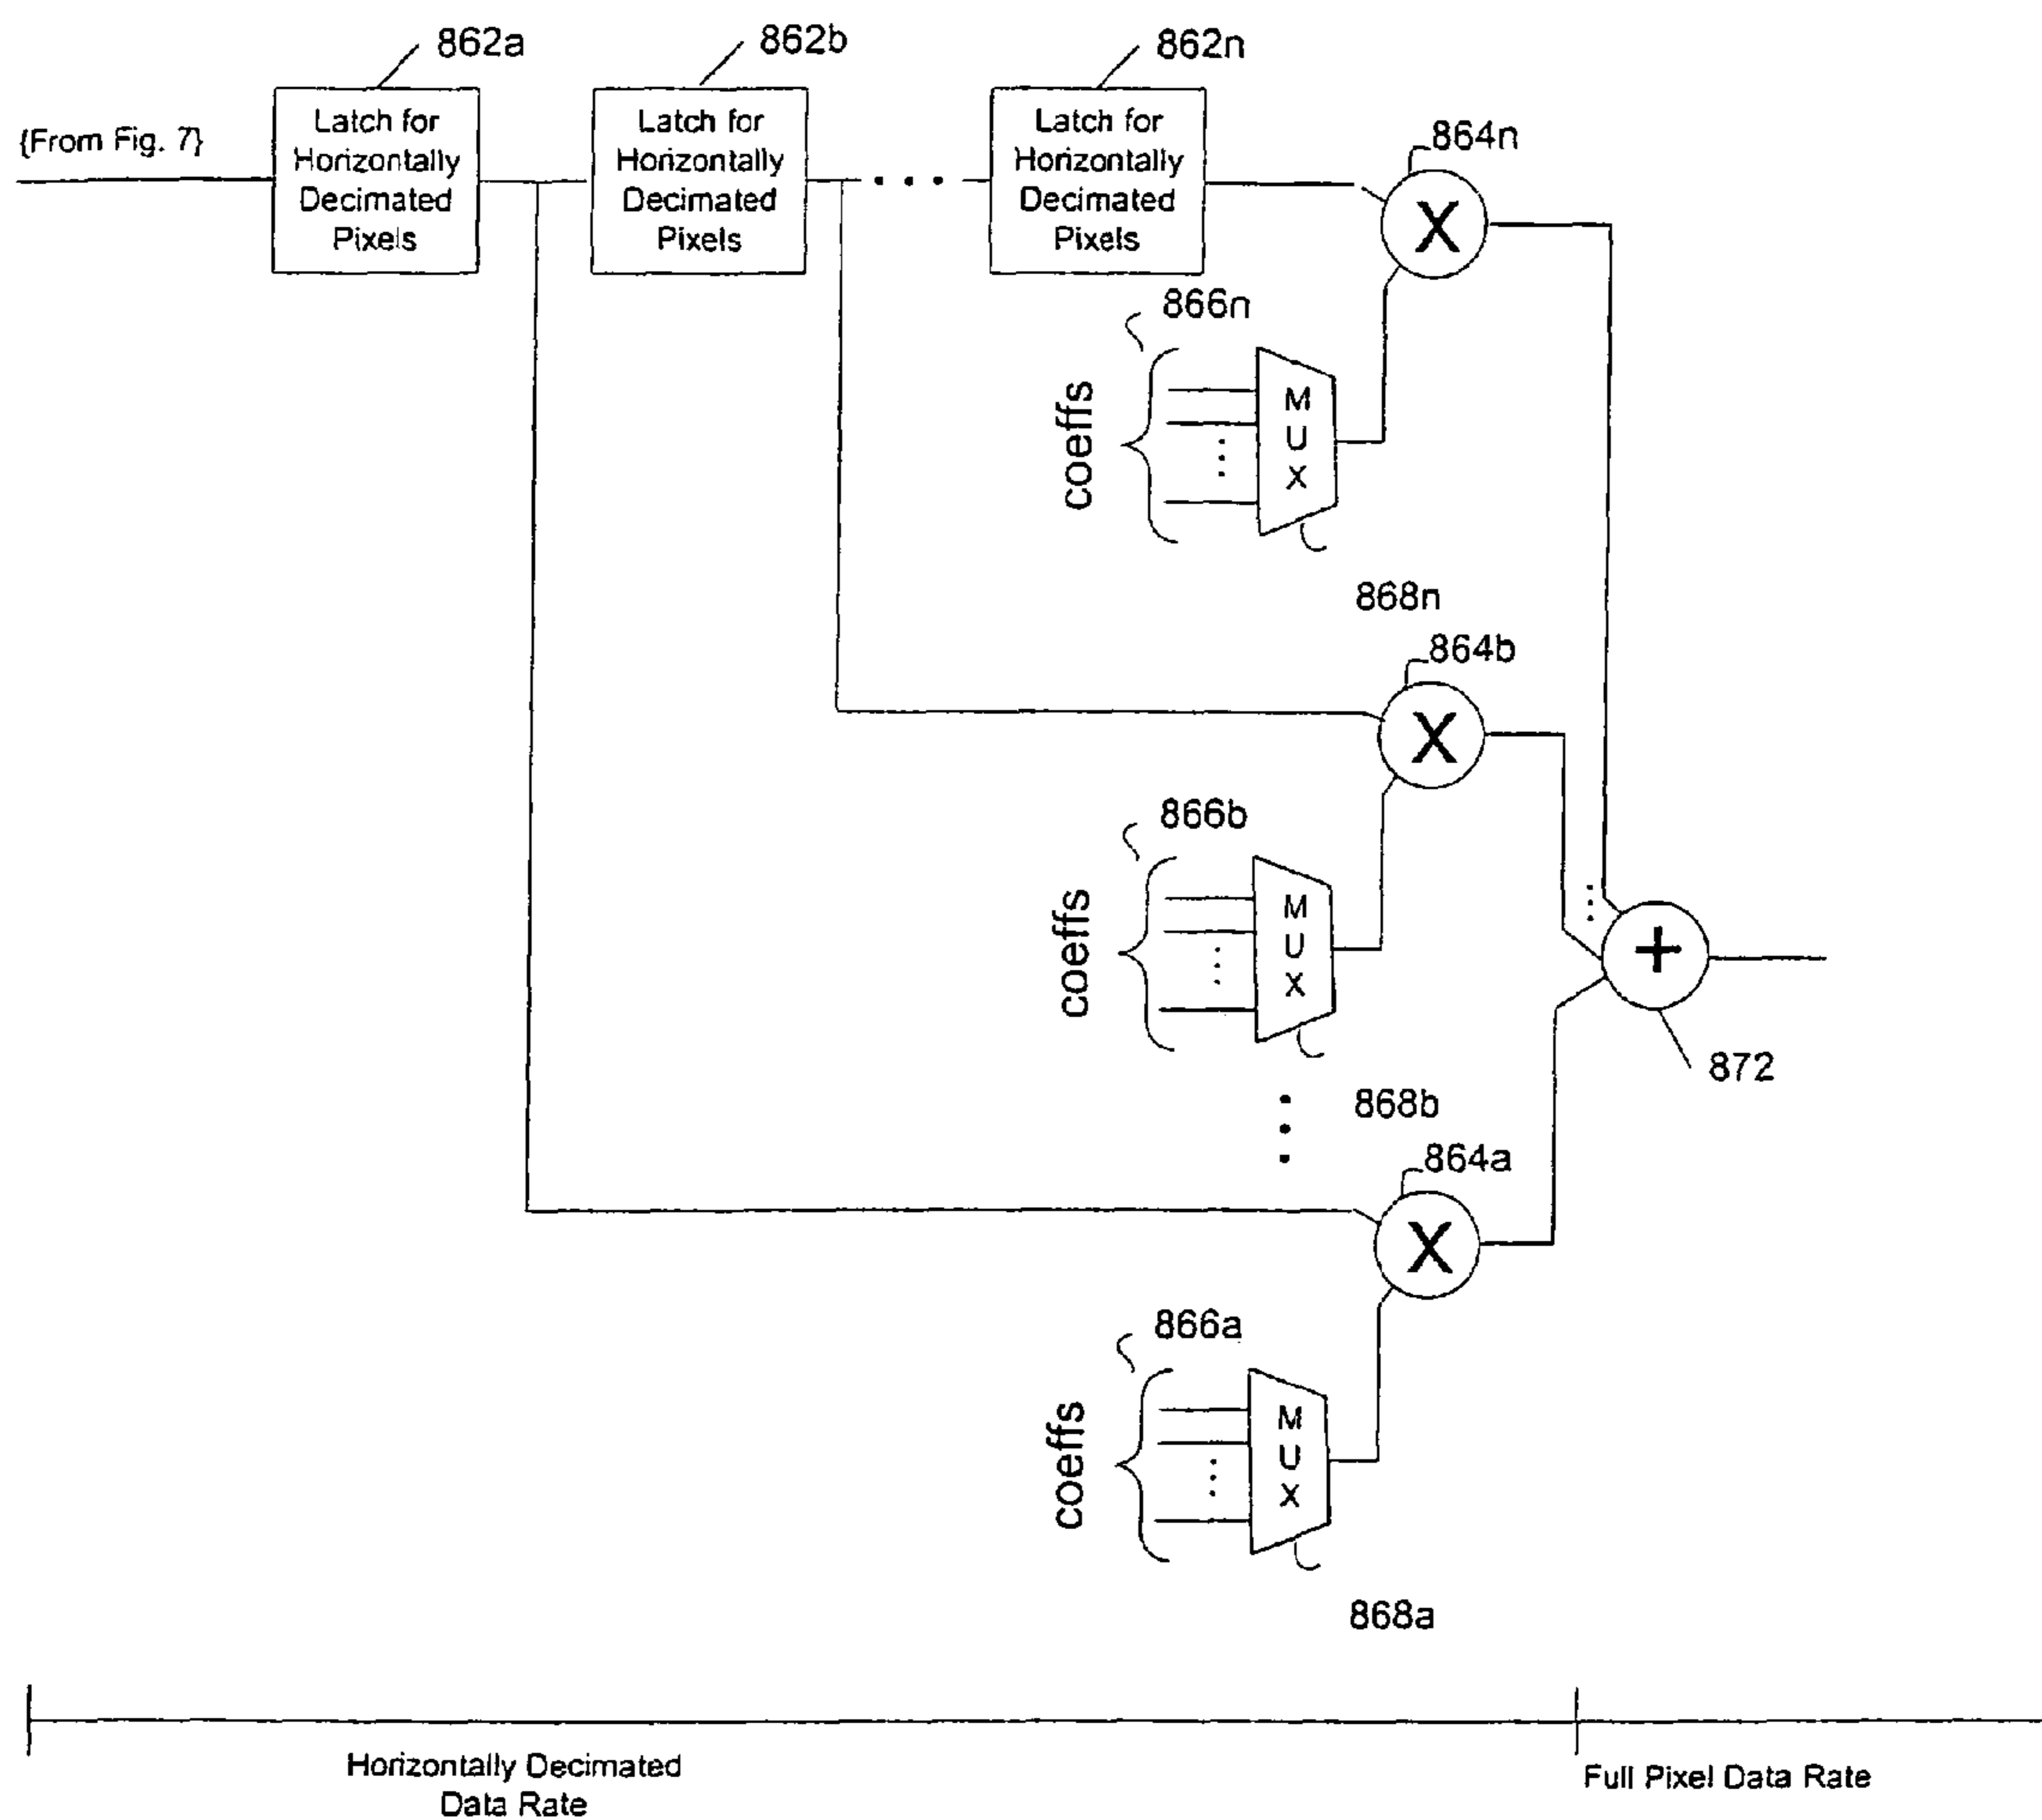 862a
862b
862n
{From Fig. 7}
Latch for
Horizontally
Decimated
Pixels
Latch for
Horizontally
Decimated
Pixels
Latch for
Horizontally
Decimated
Pixels
864n
X
866n
coeffs
M
U
X
868n
864b
X
866b
coeffs
M
U
X
+
872
868b
864a
X
866a
coeffs
M
U
X
868a
Horizontally Decimated
Data Rate
Full Pixel Data Rate